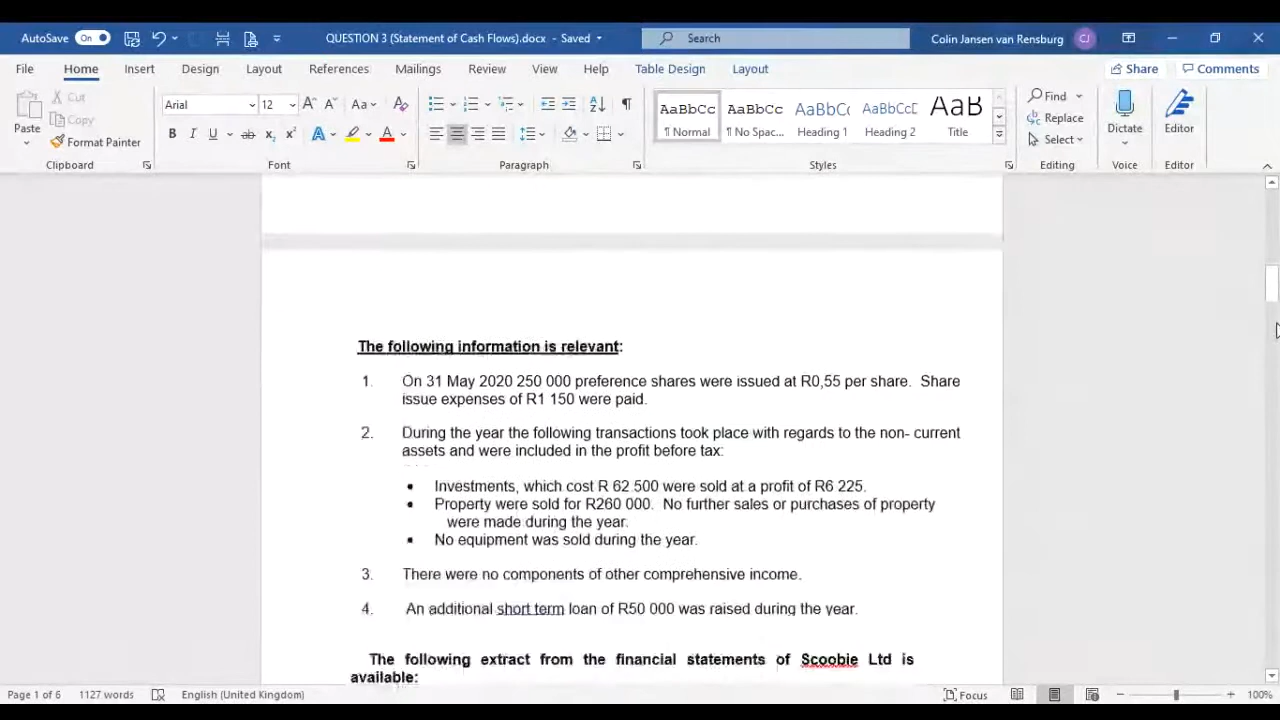 AutoSave On QUESTION 3 (Statement of Cash Flows).docx - Saved Search Colin Jansen van Rensburg CJ
File Home Insert Design Layout References Mailings Review View Help Table Design Layout Share Comments
Paste Cut Copy Format Painter Clipboard
Arial 12 Aa B I U ab x₂ x² A A Font
Paragraph
AaBbCc ¶ Normal AaBbCc ¶ No Spac... AaBbC( Heading 1 AaBbCcD Heading 2 AaB Title Styles
Find Replace Select Editing
Dictate Voice
Editor Editor
The following information is relevant:
1. On 31 May 2020 250 000 preference shares were issued at R0,55 per share. Share
issue expenses of R1 150 were paid.
2. During the year the following transactions took place with regards to the non- current
assets and were included in the profit before tax:
• Investments, which cost R 62 500 were sold at a profit of R6 225.
• Property were sold for R260 000. No further sales or purchases of property
were made during the year.
• No equipment was sold during the year.
3. There were no components of other comprehensive income.
4. An additional short term loan of R50 000 was raised during the year.
The following extract from the financial statements of Scoobie Ltd is
available:
Page 1 of 6 1127 words English (United Kingdom) Focus 100%